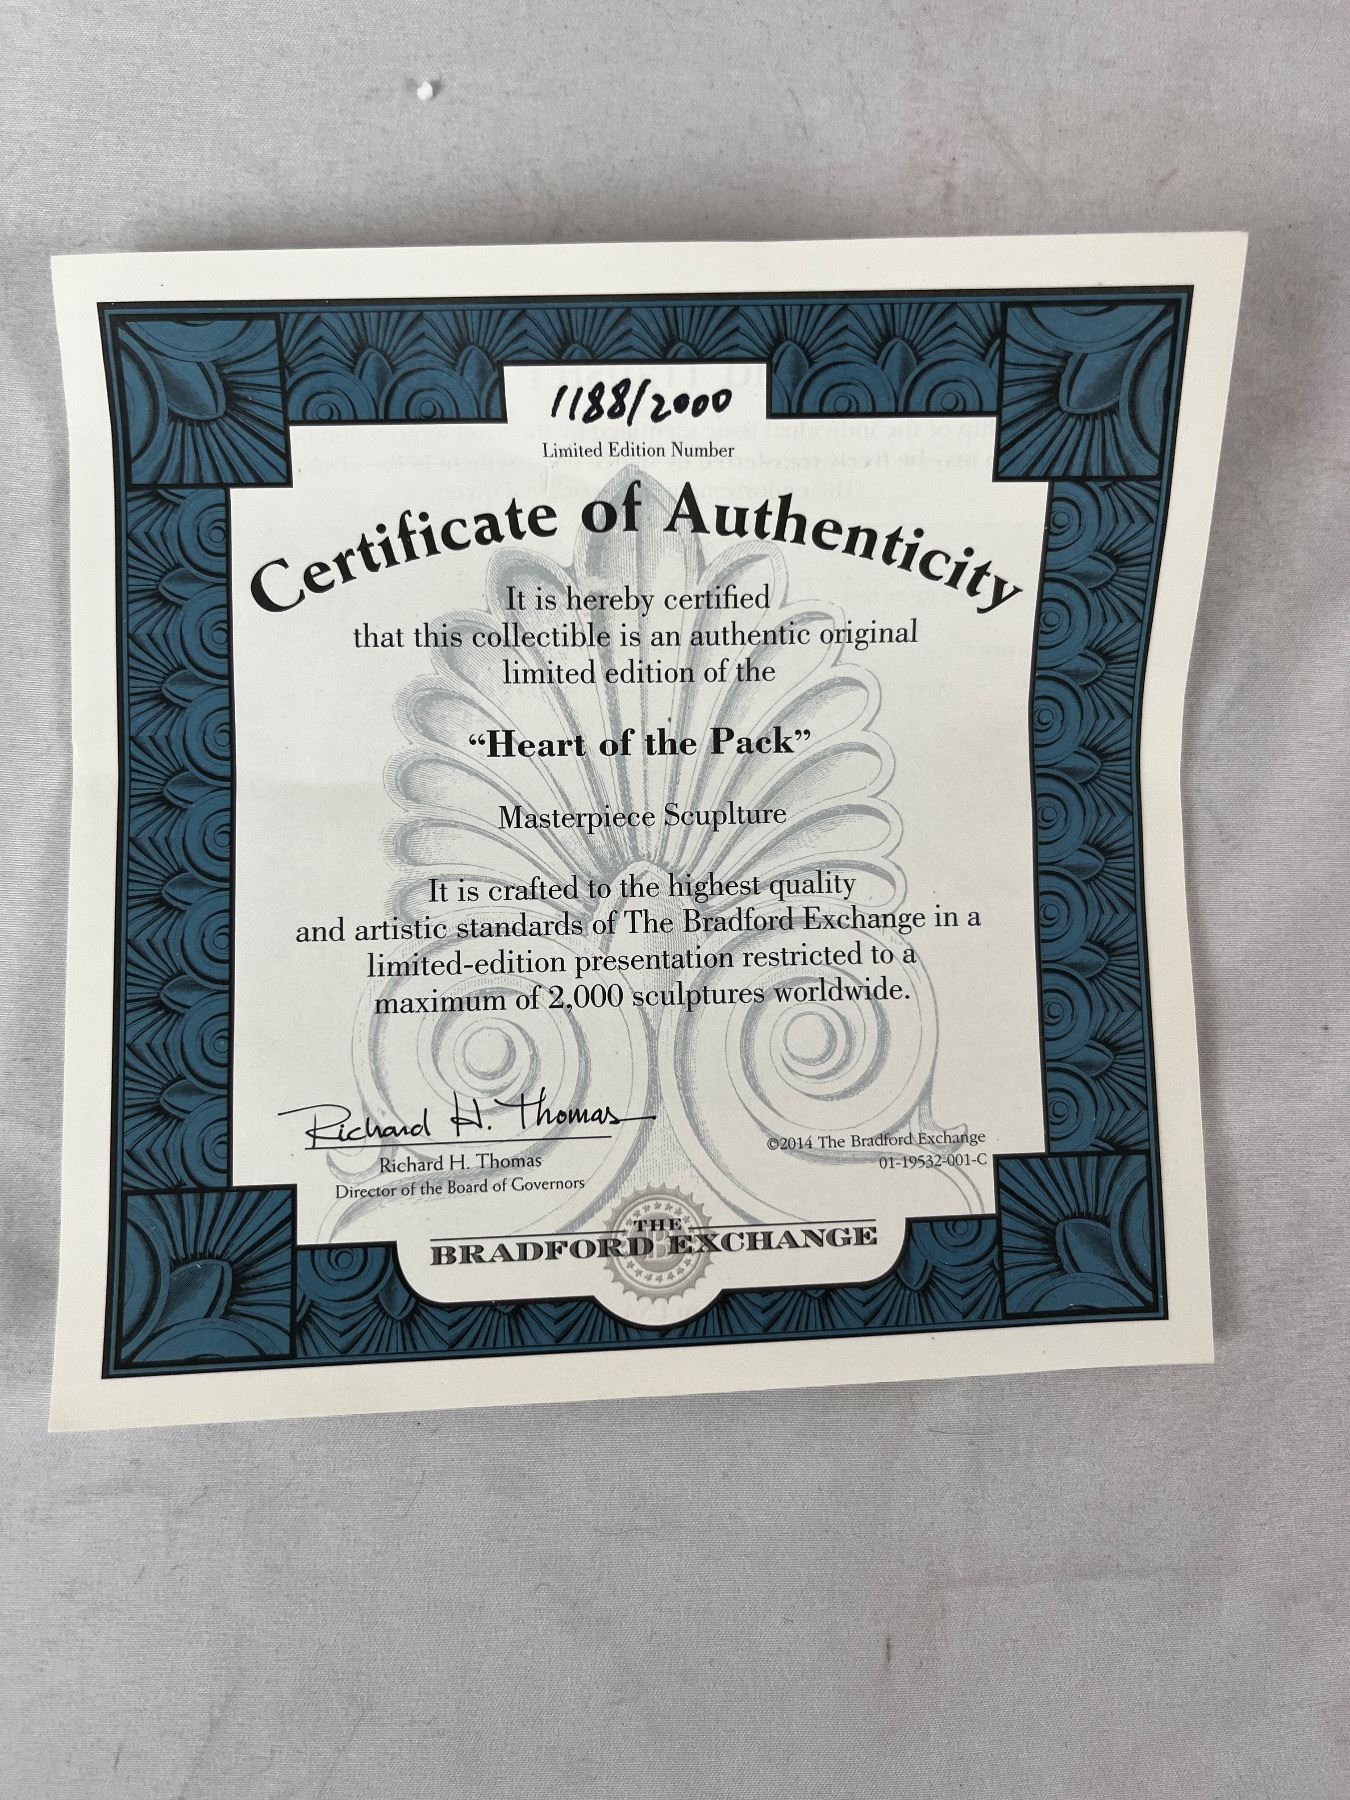 1188/2000
Limited Edition Number
Certificate of Authenticity
It is hereby certified
that this collectible is an authentic original
limited edition of the
“Heart of the Pack”
Masterpiece Scuplture
It is crafted to the highest quality
and artistic standards of The Bradford Exchange in a
limited-edition presentation restricted to a
maximum of 2,000 sculptures worldwide.
Richard H. Thomas
Richard H. Thomas
Director of the Board of Governors
©2014 The Bradford Exchange
01-19532-001-C
THE
BRADFORD EXCHANGE